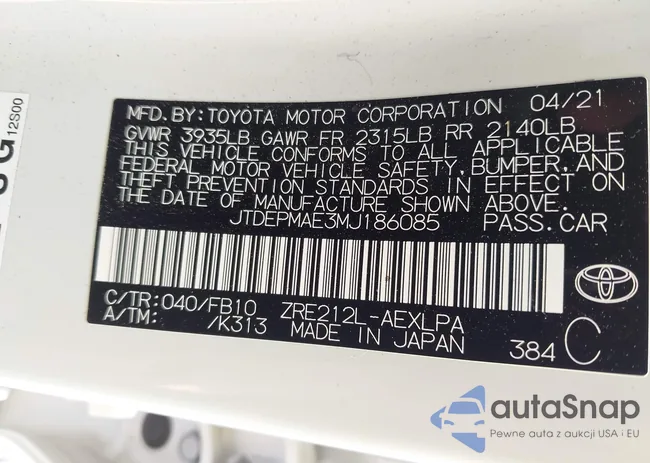 12S00
MFD.BY:TOYOTA MOTOR CORPORATION 04/21
GVWR 3935LB GAWR FR 2315LB RR 2140LB
THIS VEHICLE CONFORMS TO ALL APPLICABLE
FEDERAL MOTOR VEHICLE SAFETY,BUMPER,AND
THEFT PREVENTION STANDARDS IN EFFECT ON
THE DATE OF MANUFACTURE SHOWN ABOVE.
JTDEPMAE3MJ186085 PASS.CAR
C/TR:040/FB10 ZRE212L-AEXLPA
A/TM: /K313 MADE IN JAPAN 384 C
autaSnap
Pewne auta z aukcji USA i EU